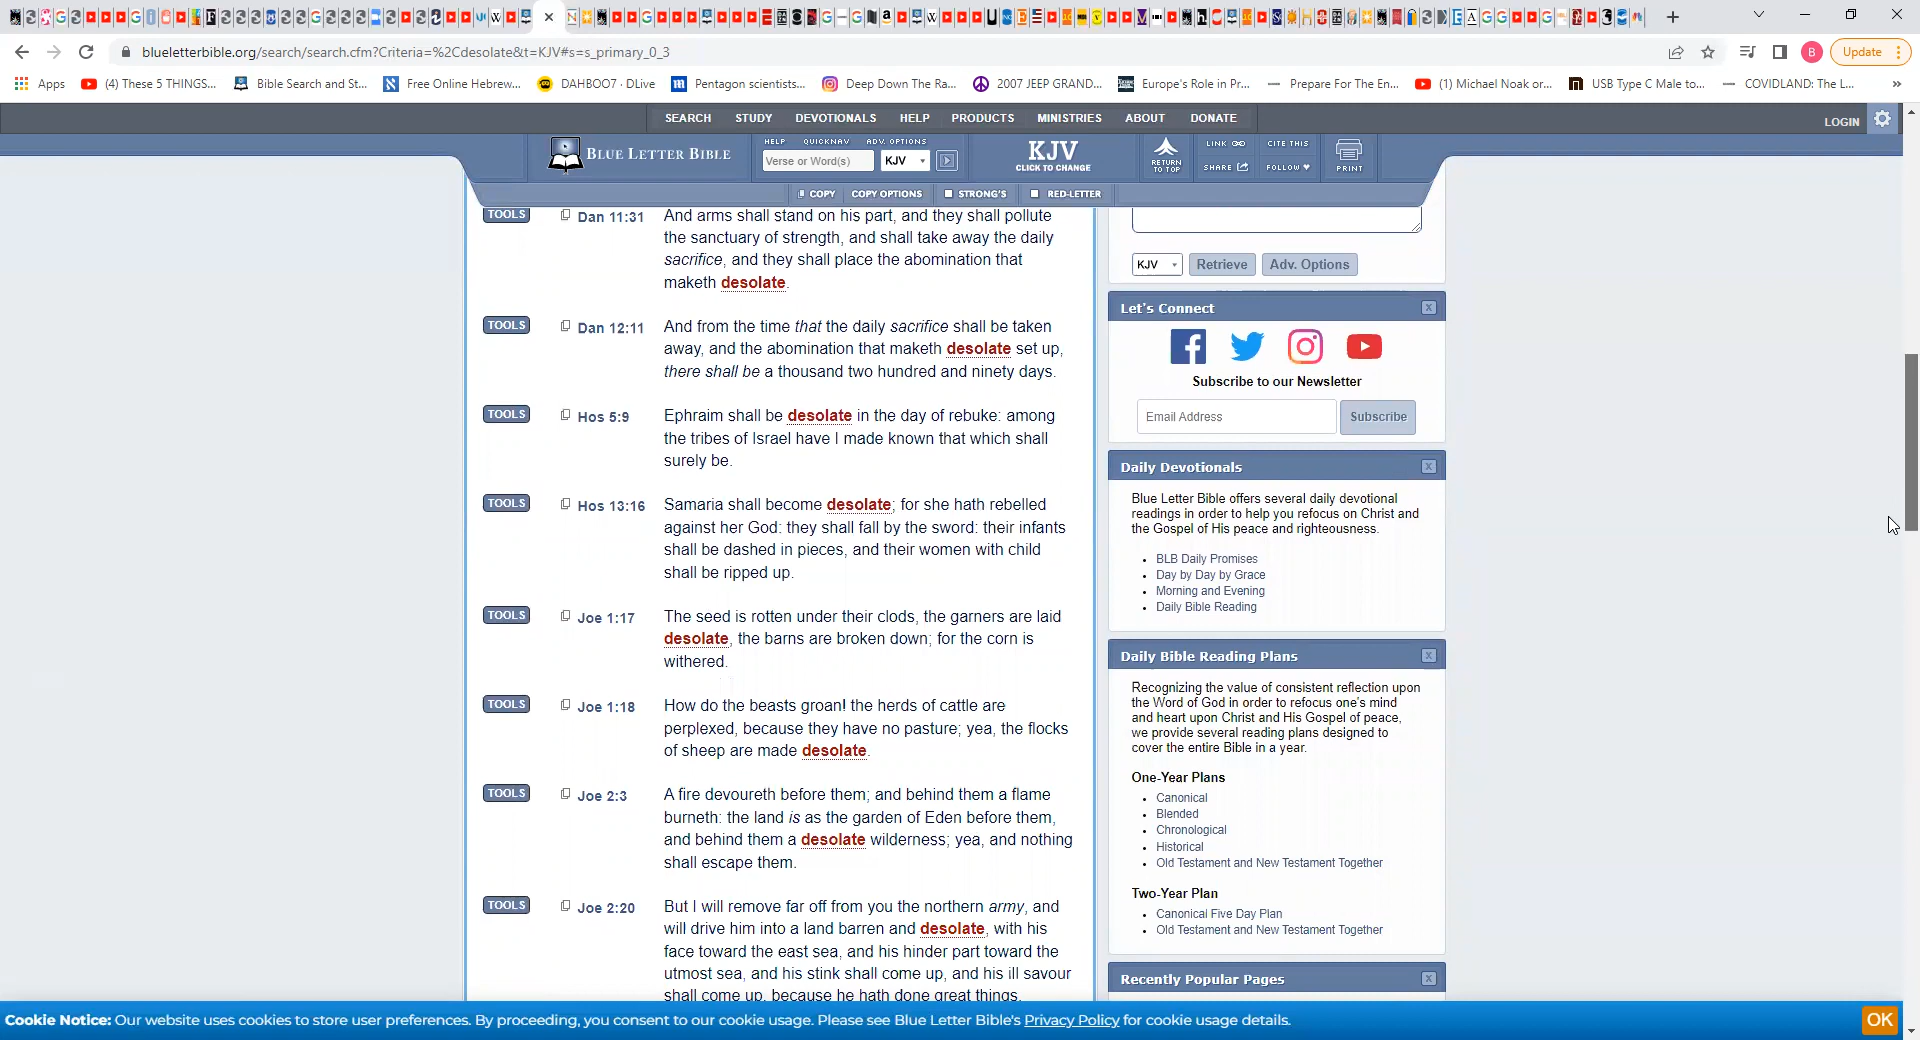 blueletterbible.org/search/search.cfm?Criteria=%2Cdesolate&t=KJV#s=s_primary_0_3
B
Update
Apps
(4) These 5 THINGS...
Bible Search and St...
Free Online Hebrew...
DAHBOO7 - DLive
Pentagon scientists...
Deep Down The Ra...
2007 JEEP GRAND...
Europe's Role in Pr...
Prepare For The En...
(1) Michael Noak or...
USB Type C Male to...
COVIDLAND: The L...
»
SEARCH STUDY DEVOTIONALS HELP PRODUCTS MINISTRIES ABOUT DONATE
LOGIN
BLUE LETTER BIBLE
HELP QUICKNAV ADV. OPTIONS
Verse or Word(s)
KJV
KJV
CLICK TO CHANGE
RETURN
TO TOP
LINK
SHARE
CITE THIS
FOLLOW
PRINT
COPY COPY OPTIONS STRONG'S RED-LETTER
TOOLS Dan 11:31 And arms shall stand on his part, and they shall pollute
the sanctuary of strength, and shall take away the daily
sacrifice, and they shall place the abomination that
maketh desolate.
TOOLS Dan 12:11 And from the time that the daily sacrifice shall be taken
away, and the abomination that maketh desolate set up,
there shall be a thousand two hundred and ninety days.
TOOLS Hos 5:9 Ephraim shall be desolate in the day of rebuke: among
the tribes of Israel have I made known that which shall
surely be.
TOOLS Hos 13:16 Samaria shall become desolate; for she hath rebelled
against her God: they shall fall by the sword: their infants
shall be dashed in pieces, and their women with child
shall be ripped up.
TOOLS Joe 1:17 The seed is rotten under their clods, the garners are laid
desolate, the barns are broken down; for the corn is
withered.
TOOLS Joe 1:18 How do the beasts groan! the herds of cattle are
perplexed, because they have no pasture; yea, the flocks
of sheep are made desolate.
TOOLS Joe 2:3 A fire devoureth before them; and behind them a flame
burneth: the land is as the garden of Eden before them,
and behind them a desolate wilderness; yea, and nothing
shall escape them.
TOOLS Joe 2:20 But I will remove far off from you the northern army, and
will drive him into a land barren and desolate, with his
face toward the east sea, and his hinder part toward the
utmost sea, and his stink shall come up, and his ill savour
shall come up, because he hath done great things.
KJV Retrieve Adv. Options
Let's Connect
Subscribe to our Newsletter
Email Address
Subscribe
Daily Devotionals
Blue Letter Bible offers several daily devotional
readings in order to help you refocus on Christ and
the Gospel of His peace and righteousness.
BLB Daily Promises
Day by Day by Grace
Morning and Evening
Daily Bible Reading
Daily Bible Reading Plans
Recognizing the value of consistent reflection upon
the Word of God in order to refocus one's mind
and heart upon Christ and His Gospel of peace,
we provide several reading plans designed to
cover the entire Bible in a year.
One-Year Plans
Canonical
Blended
Chronological
Historical
Old Testament and New Testament Together
Two-Year Plan
Canonical Five Day Plan
Old Testament and New Testament Together
Recently Popular Pages
Cookie Notice: Our website uses cookies to store user preferences. By proceeding, you consent to our cookie usage. Please see Blue Letter Bible's Privacy Policy for cookie usage details.
OK